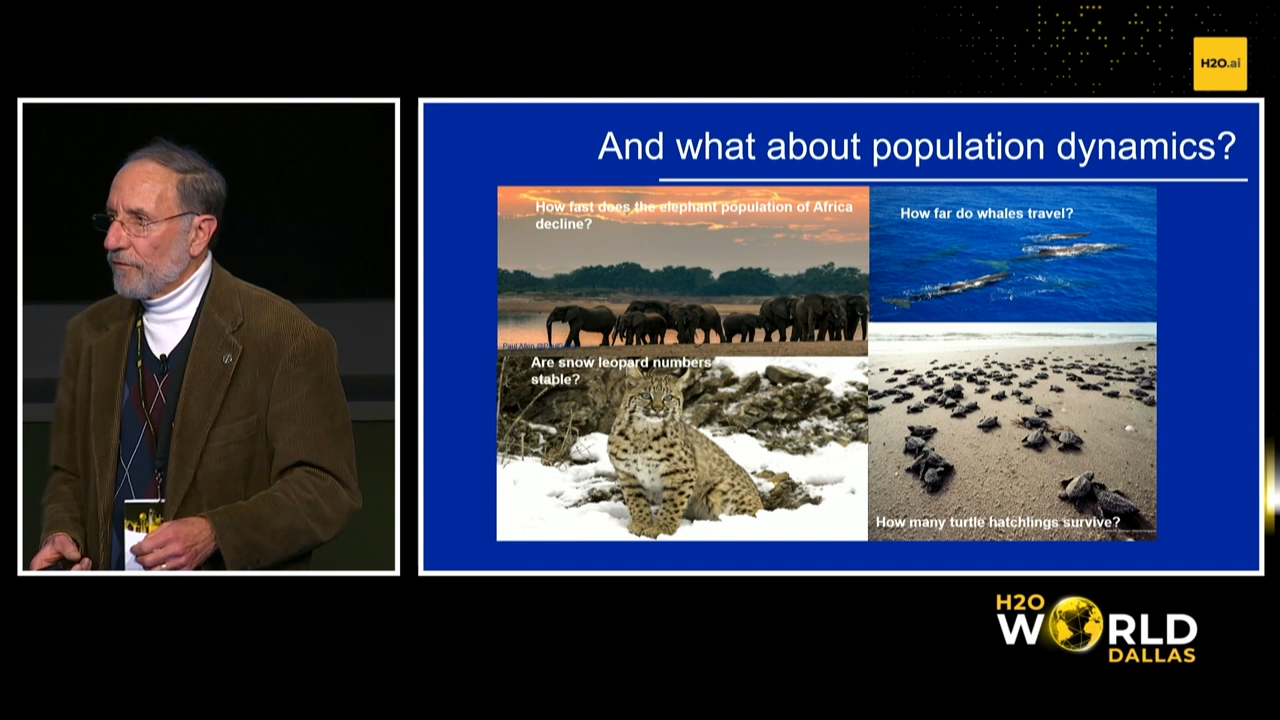 H2O.ai
And what about population dynamics?
How fast does the elephant population of Africa
decline?
How far do whales travel?
Are snow leopard numbers
stable?
How many turtle hatchlings survive?
H2O
WORLD
DALLAS